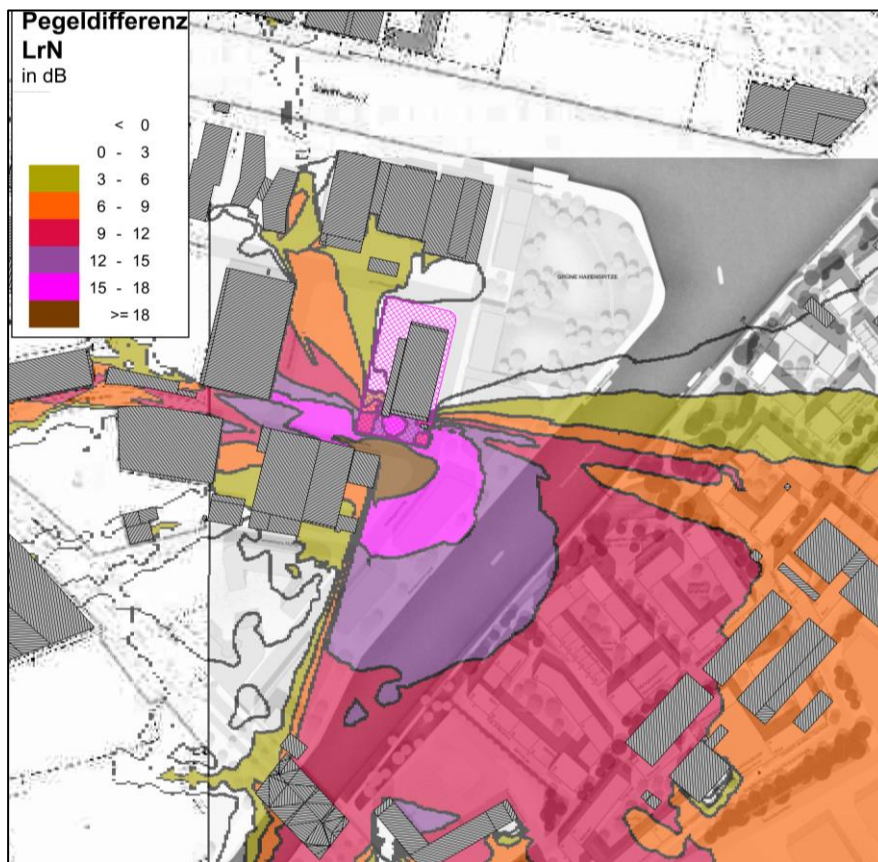 Pegeldifferenz
LrN
in dB
< 0
0 - 3
3 - 6
6 - 9
9 - 12
12 - 15
15 - 18
>= 18
GRÜNE HAFENSPITZE